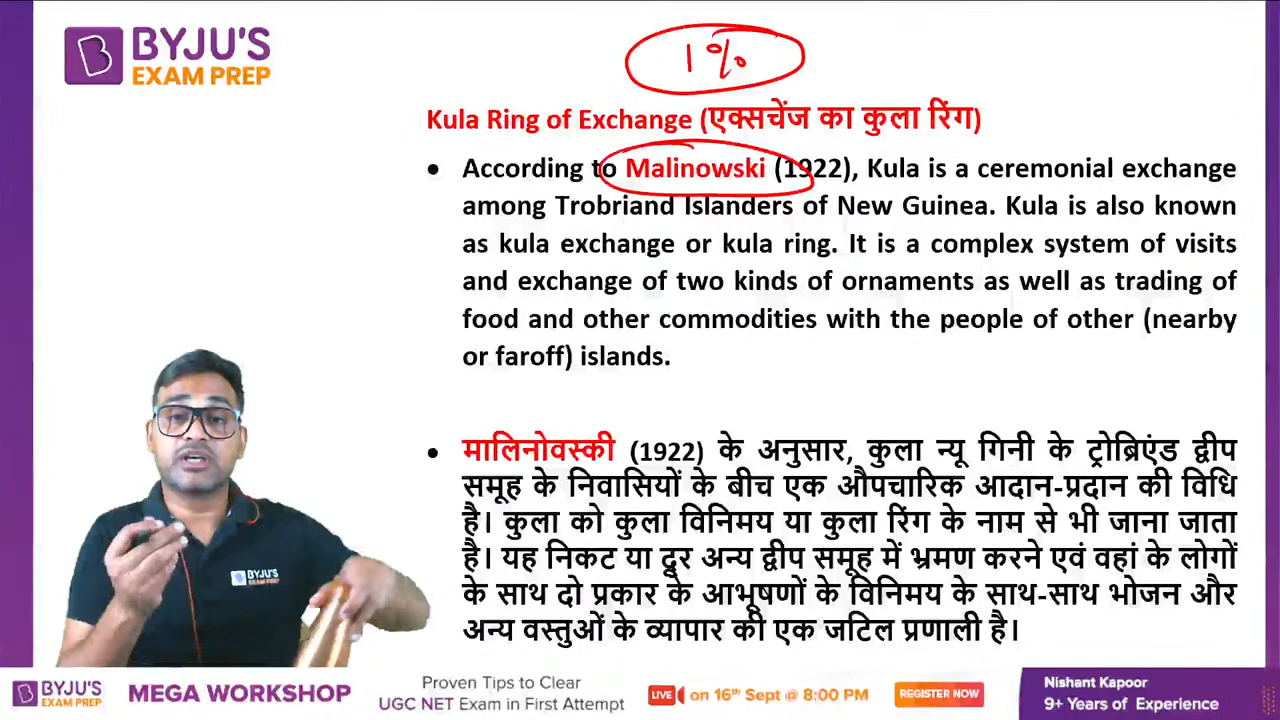 BYJU'S
EXAM PREP
1%
Kula Ring of Exchange (एक्सचेंज का कुला रिंग)
• According to Malinowski (1922), Kula is a ceremonial exchange
among Trobriand Islanders of New Guinea. Kula is also known
as kula exchange or kula ring. It is a complex system of visits
and exchange of two kinds of ornaments as well as trading of
food and other commodities with the people of other (nearby
or faroff) islands.
• मालिनोवस्की (1922) के अनुसार, कुला न्यू गिनी के ट्रोब्रिएंड द्वीप
समूह के निवासियों के बीच एक औपचारिक आदान-प्रदान की विधि
है। कुला को कुला विनिमय या कुला रिंग के नाम से भी जाना जाता
है। यह निकट या दूर अन्य द्वीप समूह में भ्रमण करने एवं वहां के लोगों
के साथ दो प्रकार के आभूषणों के विनिमय के साथ-साथ भोजन और
अन्य वस्तुओं के व्यापार की एक जटिल प्रणाली है।
BYJU'S
EXAM PREP
BYJU'S
EXAM PREP
MEGA WORKSHOP
Proven Tips to Clear
UGC NET Exam in First Attempt
LIVE on 16th Sept @ 8:00 PM
REGISTER NOW
Nishant Kapoor
9+ Years of Experience